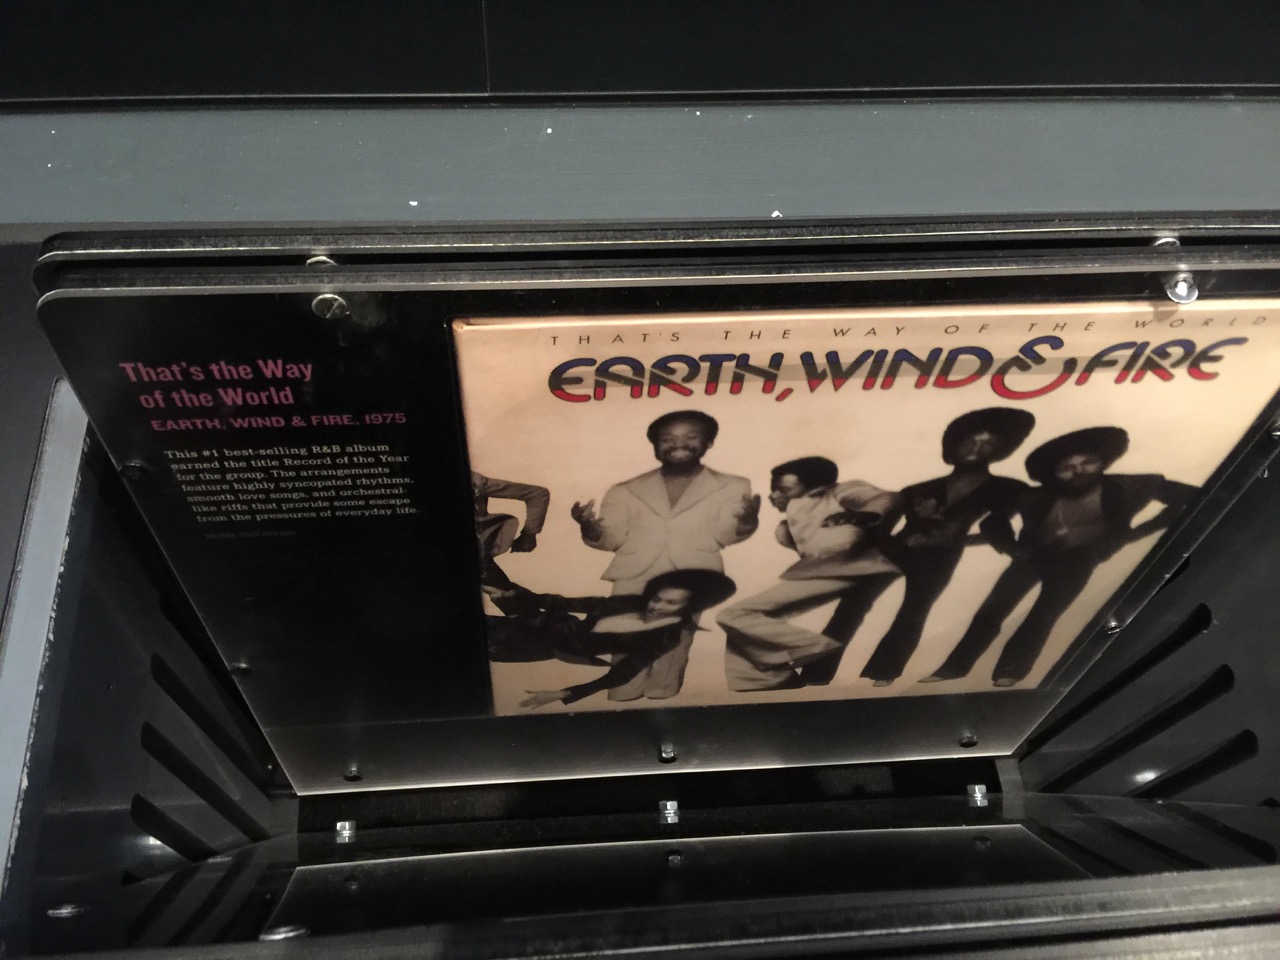 That's the Way
of the World
EARTH, WIND & FIRE, 1975
This #1 best-selling R&B album
earned the title Record of the Year
for the group. The arrangements
feature highly syncopated rhythms,
smooth love songs, and orchestral-
like riffs that provide some escape
from the pressures of everyday life.
THAT'S THE WAY OF THE WORLD
EARTH, WIND & FIRE